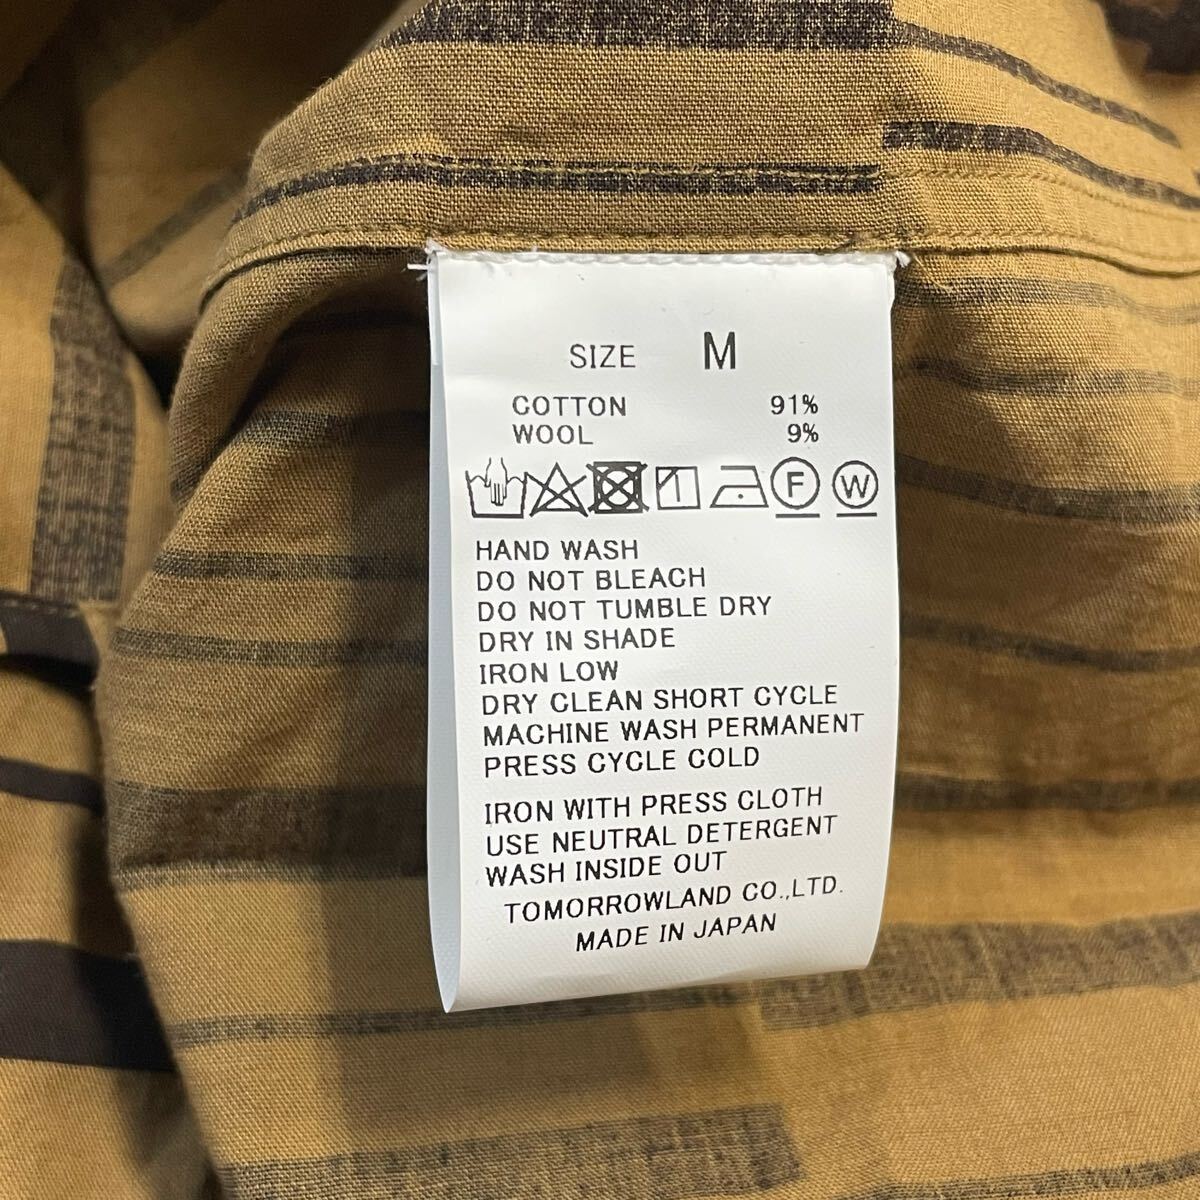 SIZE M
COTTON 91%
WOOL 9%
F W
HAND WASH
DO NOT BLEACH
DO NOT TUMBLE DRY
DRY IN SHADE
IRON LOW
DRY CLEAN SHORT CYCLE
MACHINE WASH PERMANENT
PRESS CYCLE COLD
IRON WITH PRESS CLOTH
USE NEUTRAL DETERGENT
WASH INSIDE OUT
TOMORROWLAND CO.,LTD.
MADE IN JAPAN